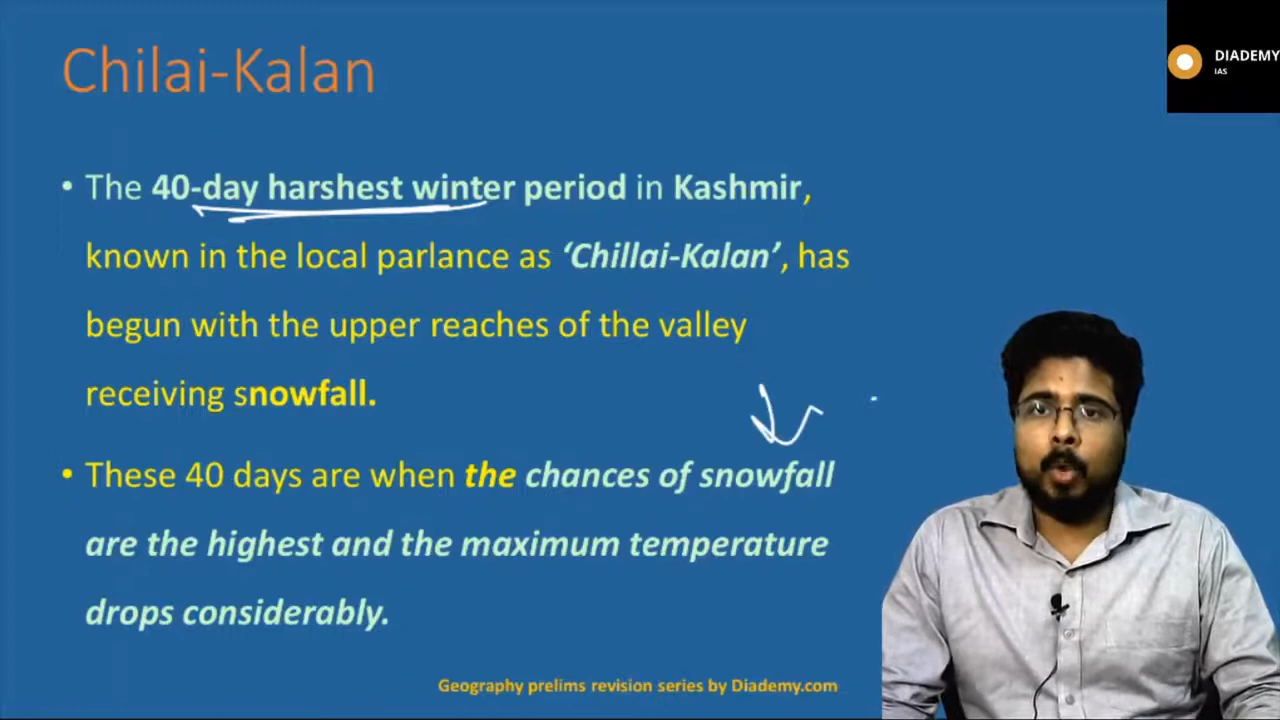 Chilai-Kalan
DIADEMY
IAS
• The 40-day harshest winter period in Kashmir,
known in the local parlance as ‘Chillai-Kalan’, has
begun with the upper reaches of the valley
receiving snowfall.
• These 40 days are when the chances of snowfall
are the highest and the maximum temperature
drops considerably.
Geography prelims revision series by Diademy.com